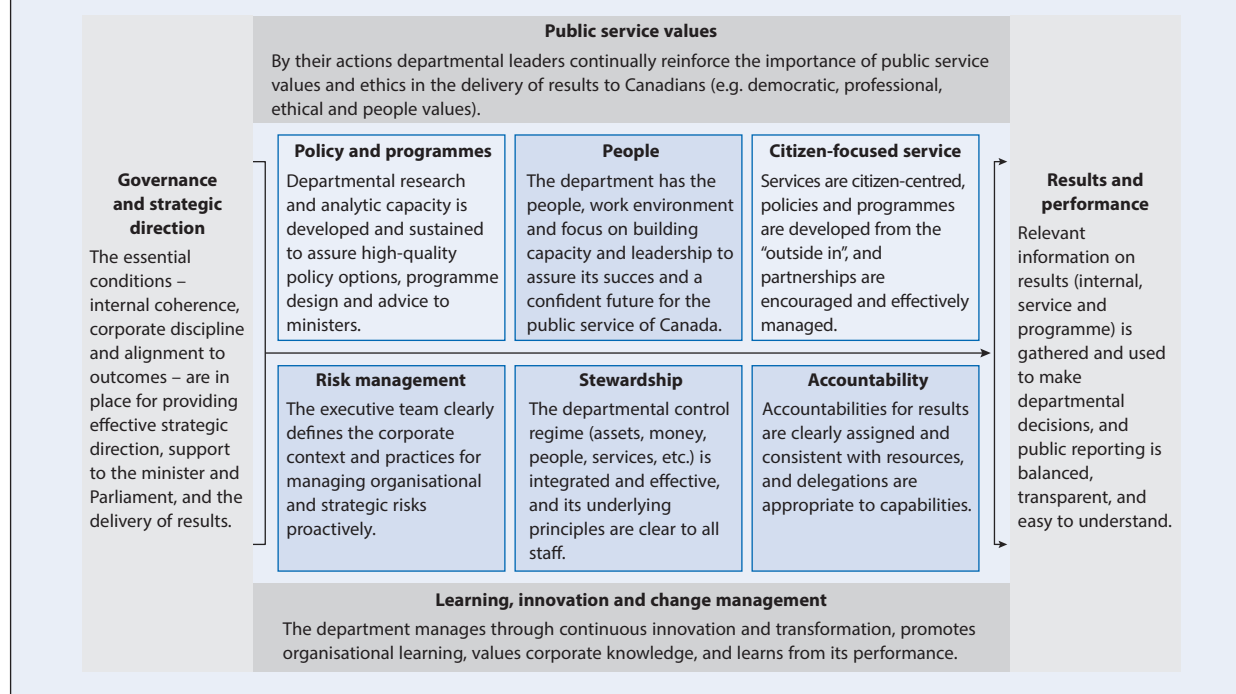 Public service values
By their actions departmental leaders continually reinforce the importance of public service
values and ethics in the delivery of results to Canadians (e.g. democratic, professional,
ethical and people values).
Governance
and strategic
direction
The essential
conditions –
internal coherence,
corporate discipline
and alignment to
outcomes – are in
place for providing
effective strategic
direction, support
to the minister and
Parliament, and the
delivery of results.
Policy and programmes
Departmental research
and analytic capacity is
developed and sustained
to assure high-quality
policy options, programme
design and advice to
ministers.
People
The department has the
people, work environment
and focus on building
capacity and leadership to
assure its succes and a
confident future for the
public service of Canada.
Citizen-focused service
Services are citizen-centred,
policies and programmes
are developed from the
“outside in”, and
partnerships are
encouraged and effectively
managed.
Risk management
The executive team clearly
defines the corporate
context and practices for
managing organisational
and strategic risks
proactively.
Stewardship
The departmental control
regime (assets, money,
people, services, etc.) is
integrated and effective,
and its underlying
principles are clear to all
staff.
Accountability
Accountabilities for results
are clearly assigned and
consistent with resources,
and delegations are
appropriate to capabilities.
Results and
performance
Relevant
information on
results (internal,
service and
programme) is
gathered and used
to make
departmental
decisions, and
public reporting is
balanced,
transparent, and
easy to understand.
Learning, innovation and change management
The department manages through continuous innovation and transformation, promotes
organisational learning, values corporate knowledge, and learns from its performance.